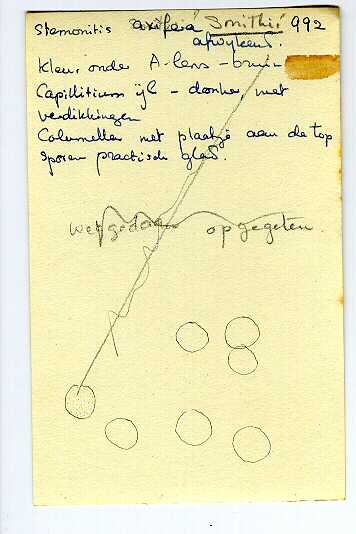 Stemonitis axifera Smithii 992
afwijkend.
Kleur onder A-lens - bruin
Capillitium ijl - donker, met
verdikkingen
Columella met plaatje aan de top
Sporen practisch glad.
weggedaan opgegeten.